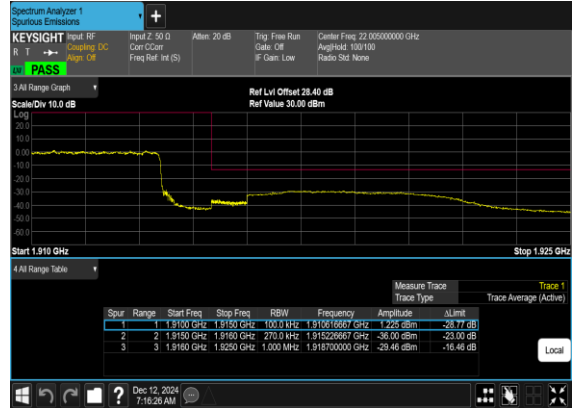 Spectrum Analyzer 1
Spurious Emissions
+
KEYSIGHT Input: RF Input Z: 50 Ω Atten: 20 dB Trig: Free Run Center Freq: 22.005000000 GHz
R T Coupling: DC Corr CCorr Gate: Off Avg|Hold: 100/100
Align: Off Freq Ref: Int (S) IF Gain: Low Radio Std: None
PASS
3 All Range Graph
Ref Lvl Offset 28.40 dB
Scale/Div 10.0 dB Ref Value 30.00 dBm
Log
20.0
10.0
0.00
-10.0
-20.0
-30.0
-40.0
-50.0
-60.0
Start 1.910 GHz Stop 1.925 GHz
4 All Range Table
Measure Trace Trace 1
Trace Type Trace Average (Active)
Spur Range Start Freq Stop Freq RBW Frequency Amplitude ΔLimit
1 1 1.9100 GHz 1.9150 GHz 100.0 kHz 1.910616667 GHz 1.225 dBm -28.77 dB
2 2 1.9150 GHz 1.9160 GHz 270.0 kHz 1.915226667 GHz -36.00 dBm -23.00 dB
3 3 1.9160 GHz 1.9250 GHz 1.000 MHz 1.918700000 GHz -29.46 dBm -16.46 dB
Local
? Dec 12, 2024
7:16:26 AM